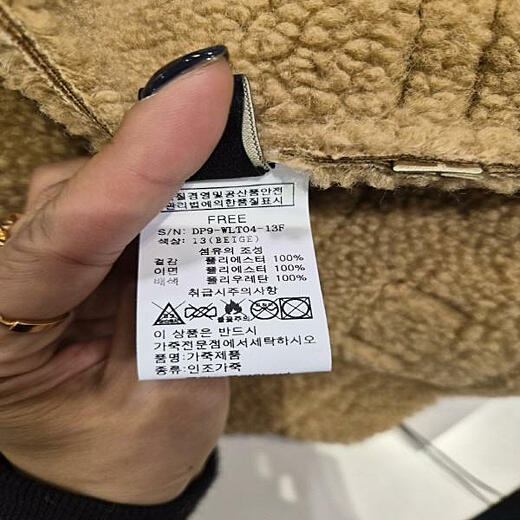 품질경영및공산품안전
관리법에의한품질표시
FREE
S/N: DP9-WLT04-13F
색상: 13(BEIGE)
섬유의 조성
겉감 폴리에스터 100%
이면 폴리에스터 100%
배색 폴리우레탄 100%
취급시주의사항
불꽃주의
이 상품은 반드시
가죽전문점에서세탁하시오
품명:가죽제품
종류:인조가죽